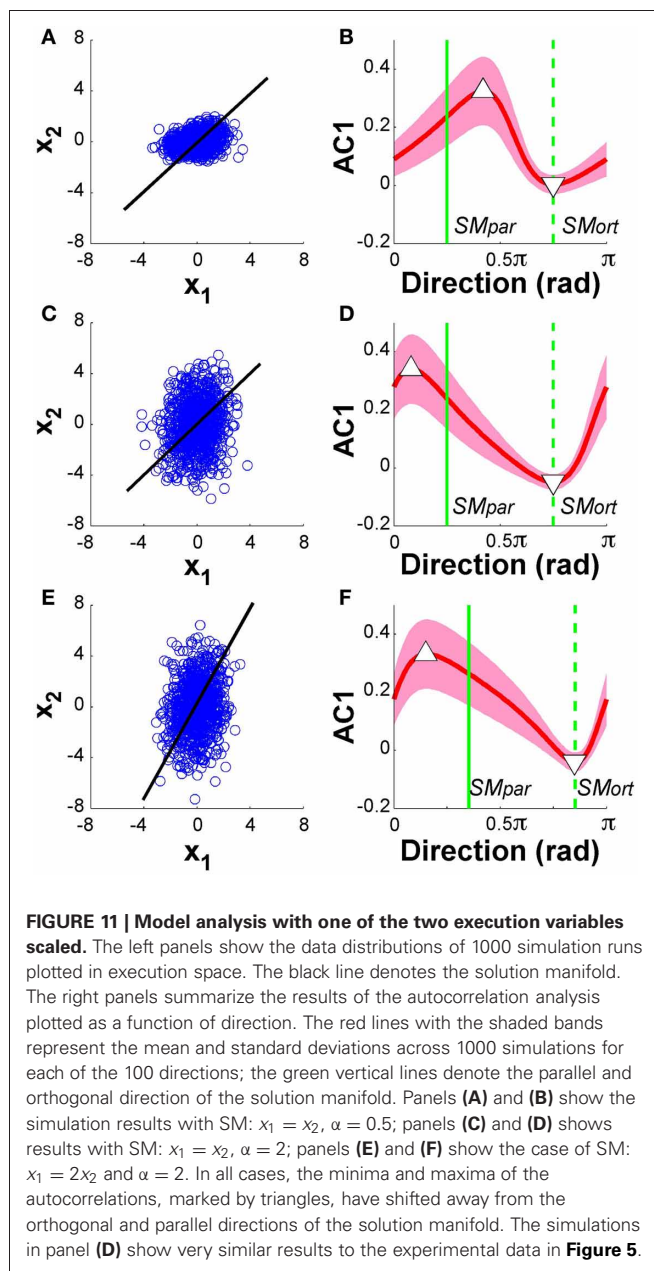 A
8
4
0
-4
-8
x₂
-8 -4 0 4 8
x₁
B
0.4
0.2
0
-0.2
AC1
SMpar SMort
0 0.5π π
Direction (rad)
C
8
4
0
-4
-8
x₂
-8 -4 0 4 8
x₁
D
0.4
0.2
0
-0.2
AC1
SMpar SMort
0 0.5π π
Direction (rad)
E
8
4
0
-4
-8
x₂
-8 -4 0 4 8
x₁
F
0.4
0.2
0
-0.2
AC1
SMpar SMort
0 0.5π π
Direction (rad)
FIGURE 11 | Model analysis with one of the two execution variables
scaled. The left panels show the data distributions of 1000 simulation runs
plotted in execution space. The black line denotes the solution manifold.
The right panels summarize the results of the autocorrelation analysis
plotted as a function of direction. The red lines with the shaded bands
represent the mean and standard deviations across 1000 simulations for
each of the 100 directions; the green vertical lines denote the parallel and
orthogonal direction of the solution manifold. Panels (A) and (B) show the
simulation results with SM: x₁ = x₂, α = 0.5; panels (C) and (D) shows
results with SM: x₁ = x₂, α = 2; panels (E) and (F) show the case of SM:
x₁ = 2x₂ and α = 2. In all cases, the minima and maxima of the
autocorrelations, marked by triangles, have shifted away from the
orthogonal and parallel directions of the solution manifold. The simulations
in panel (D) show very similar results to the experimental data in Figure 5.